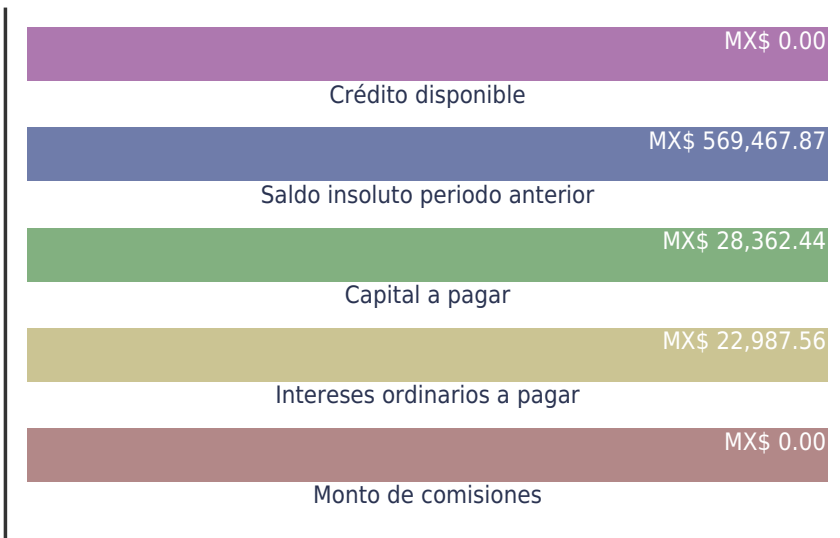 MX$ 0.00
Crédito disponible
MX$ 569,467.87
Saldo insoluto periodo anterior
MX$ 28,362.44
Capital a pagar
MX$ 22,987.56
Intereses ordinarios a pagar
MX$ 0.00
Monto de comisiones